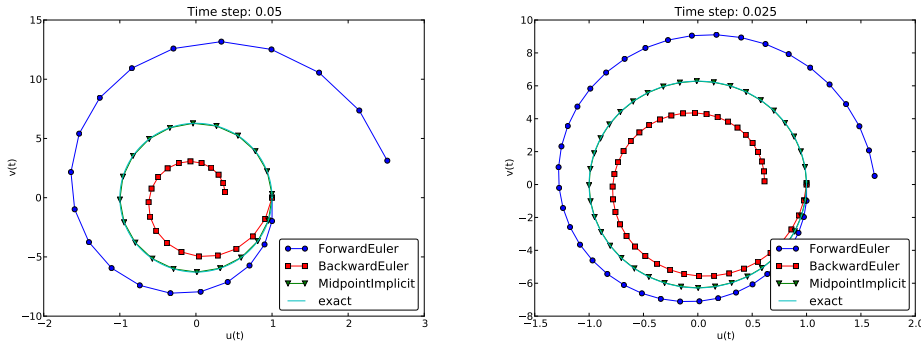 Time step: 0.05
15
10
5
0
−5
−10
v(t)
−2
−1
0
1
2
3
u(t)
ForwardEuler
BackwardEuler
MidpointImplicit
exact
Time step: 0.025
10
8
6
4
2
0
−2
−4
−6
−8
v(t)
−1.5
−1.0
−0.5
0.0
0.5
1.0
1.5
2.0
u(t)
ForwardEuler
BackwardEuler
MidpointImplicit
exact